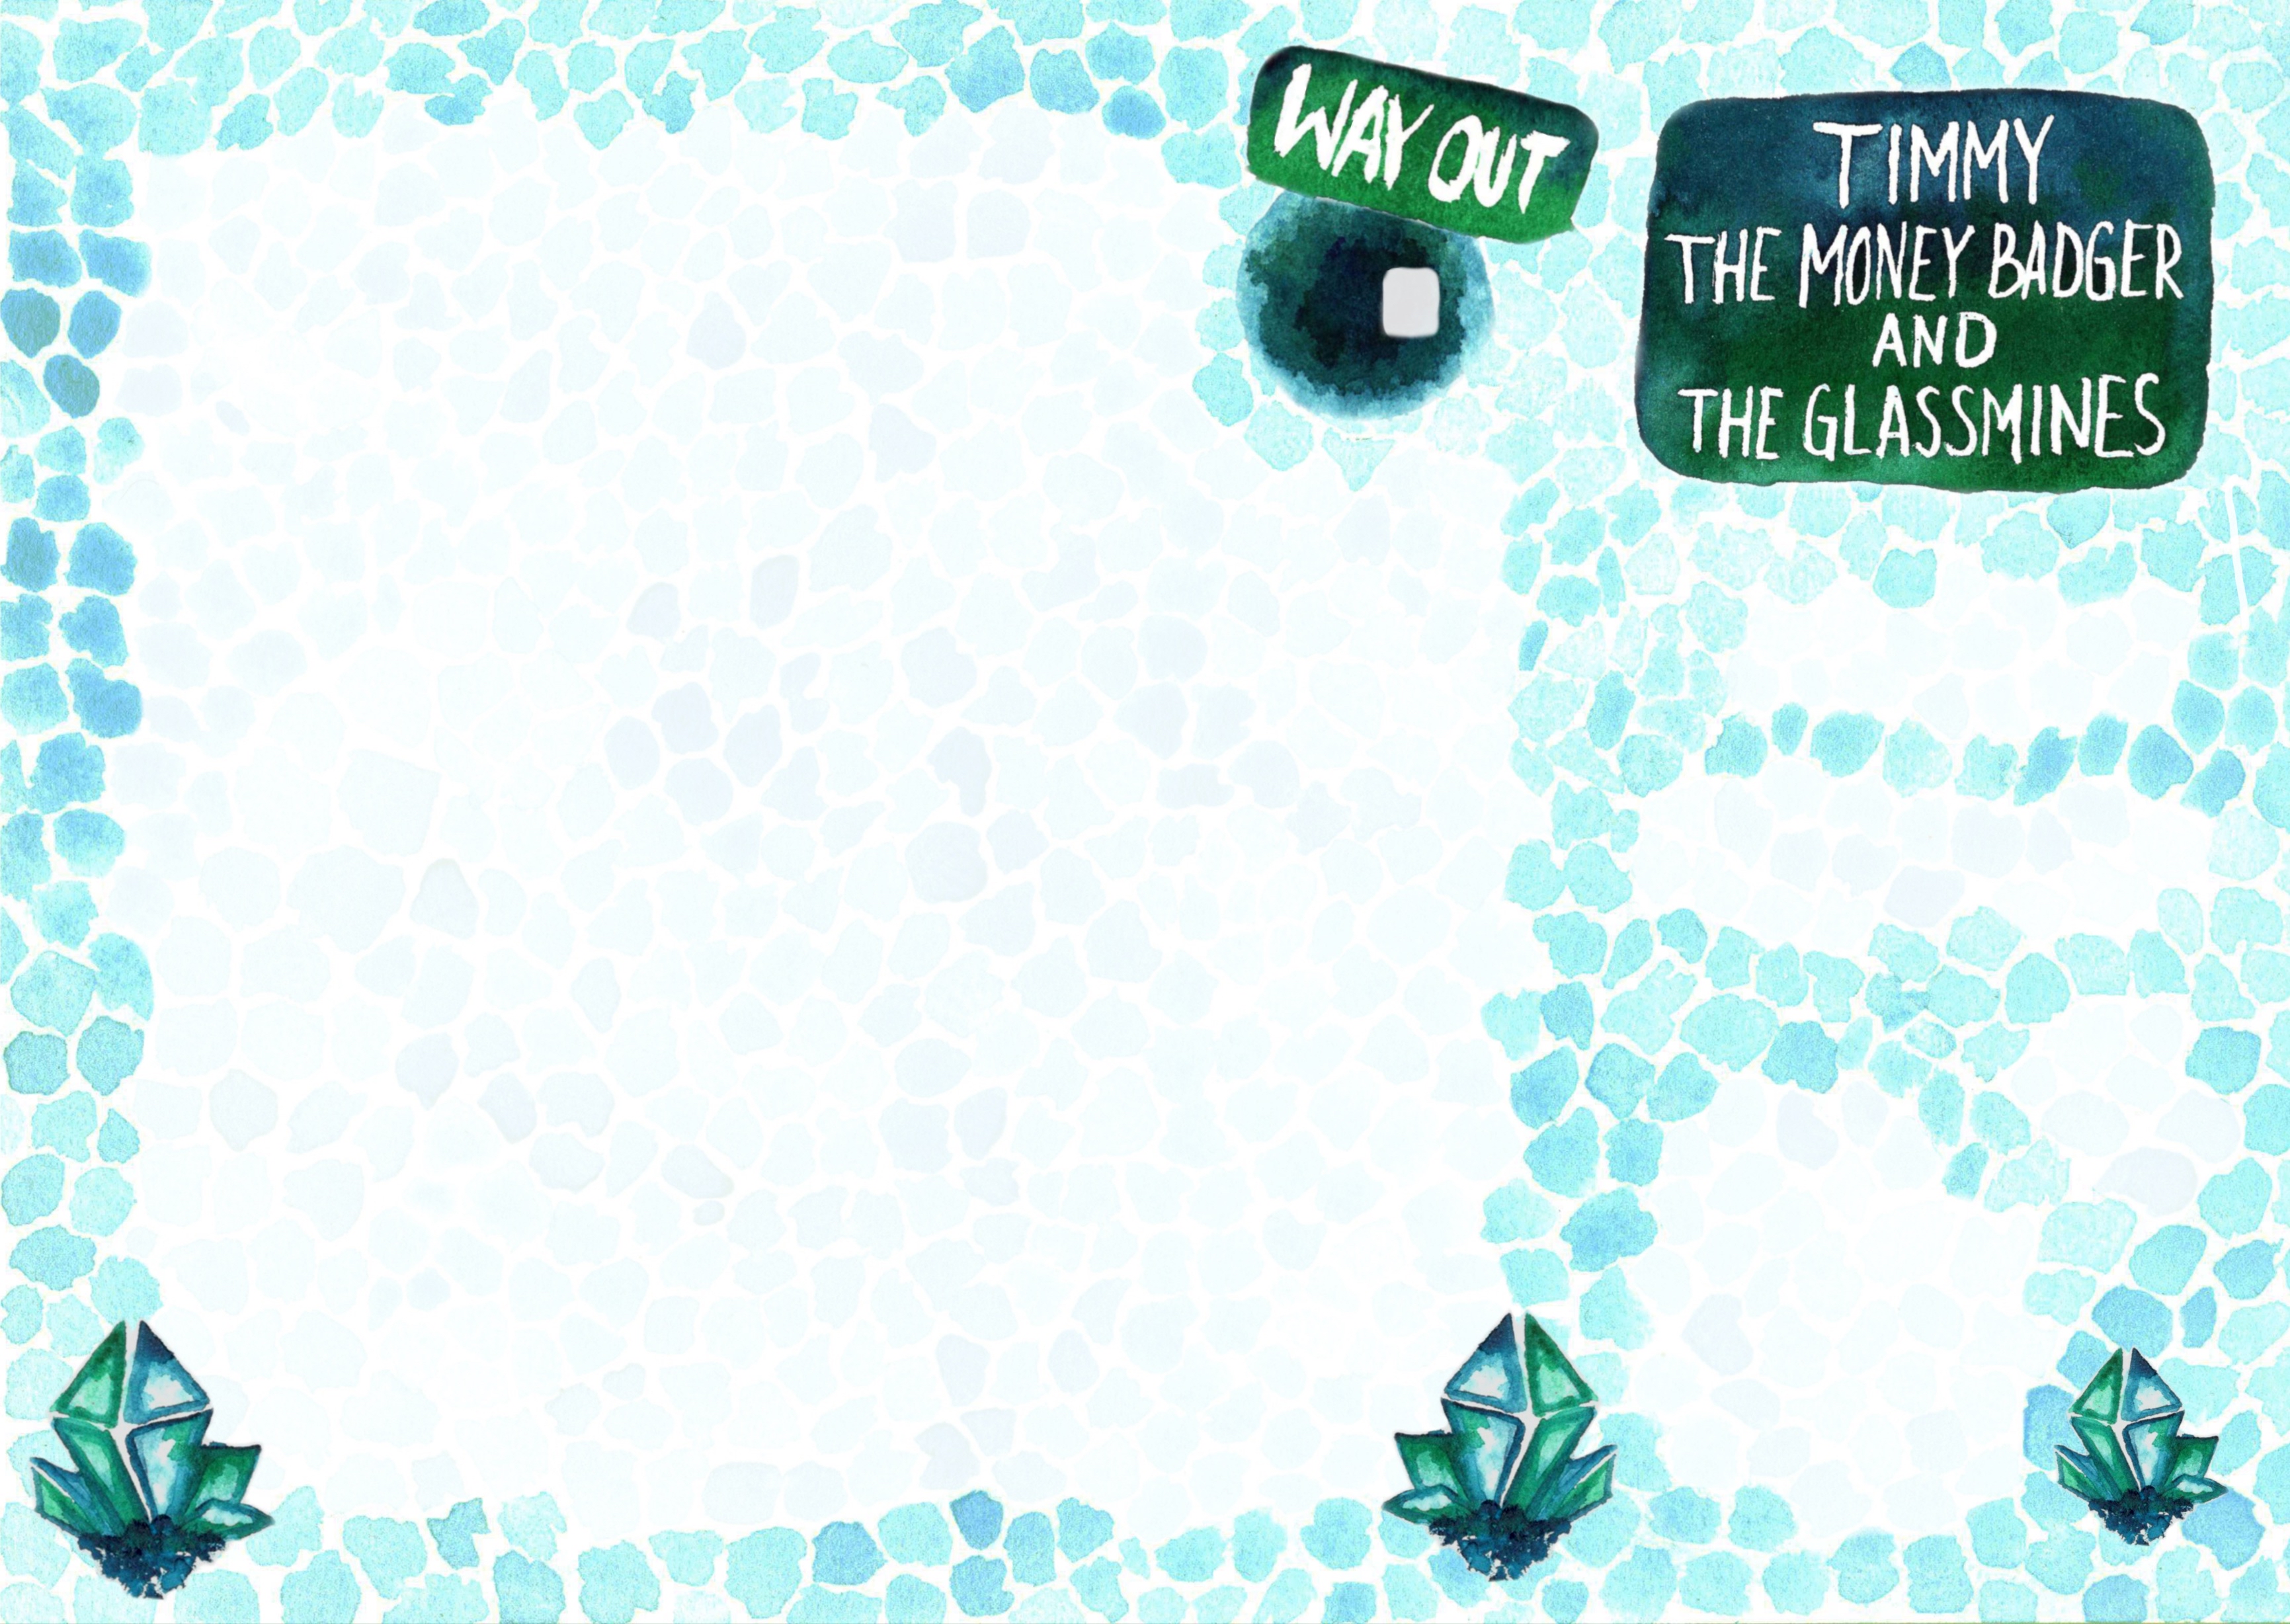 WAY OUT
TIMMY
THE MONEY BADGER
AND
THE GLASSMINES